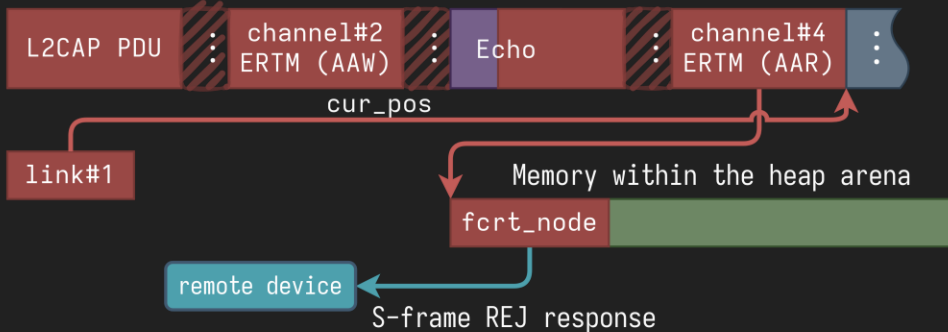 L2CAP PDU
⋮
channel#2
ERTM (AAW)
⋮
Echo
⋮
channel#4
ERTM (AAR)
⋮
cur_pos
link#1
Memory within the heap arena
fcrt_node
remote device
S-frame REJ response